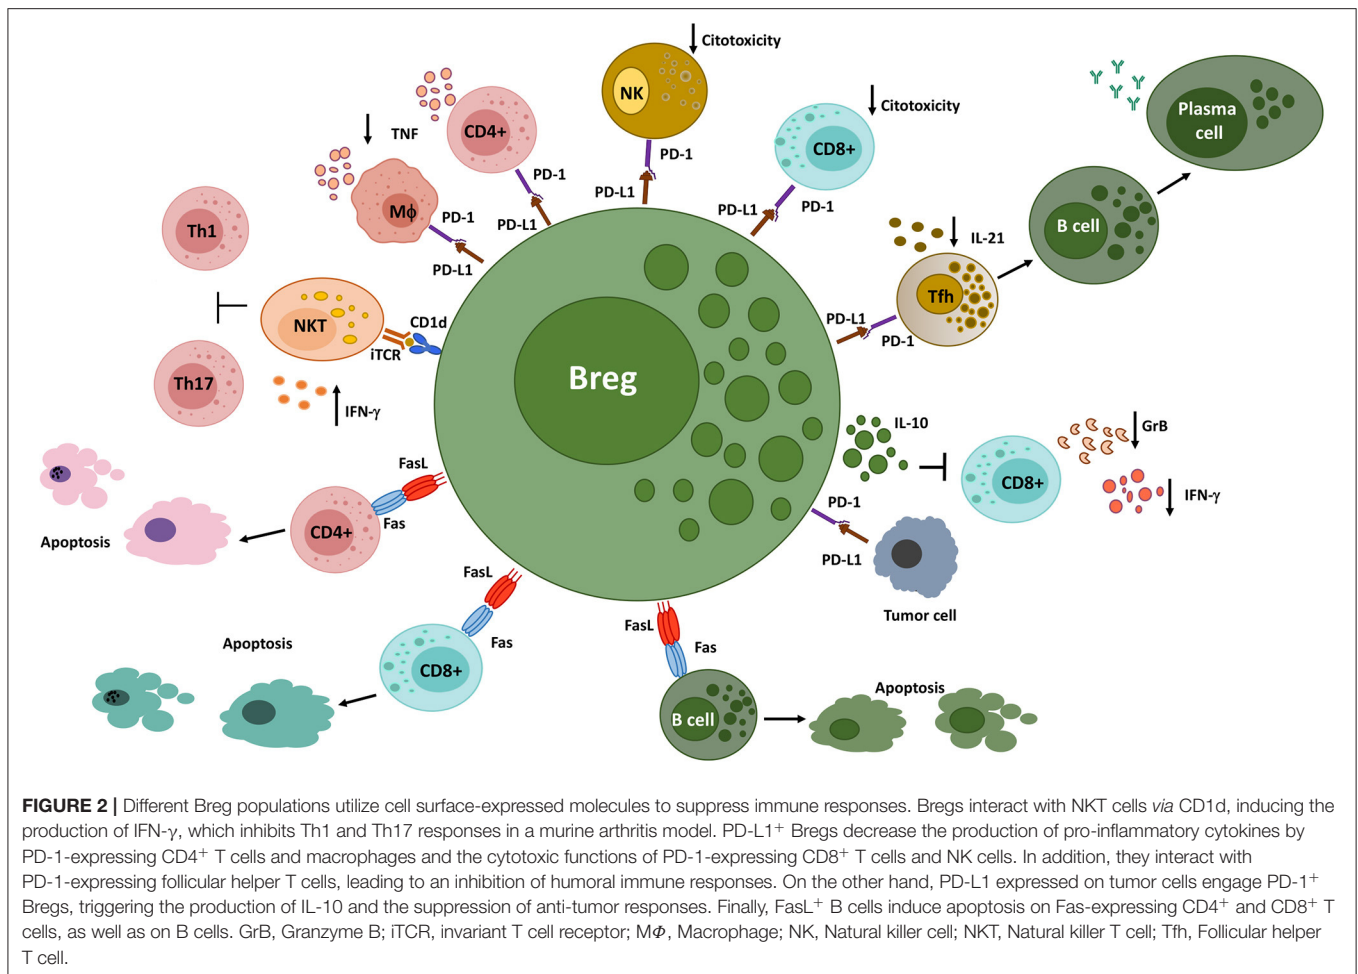 Citotoxicity
NK
PD-1
PD-L1
Citotoxicity
CD8+
PD-L1
PD-1
CD4+
TNF
PD-1
PD-L1
Mϕ
PD-1
PD-L1
Th1
NKT
CD1d
iTCR
Th17
IFN-γ
Plasma
cell
B cell
IL-21
Tfh
PD-L1
PD-1
Breg
IL-10
GrB
CD8+
IFN-γ
PD-1
PD-L1
Tumor cell
FasL
Fas
CD4+
Apoptosis
FasL
Fas
CD8+
Apoptosis
FasL
Fas
B cell
Apoptosis
FIGURE 2 | Different Breg populations utilize cell surface-expressed molecules to suppress immune responses. Bregs interact with NKT cells via CD1d, inducing the
production of IFN-γ, which inhibits Th1 and Th17 responses in a murine arthritis model. PD-L1⁺ Bregs decrease the production of pro-inflammatory cytokines by
PD-1-expressing CD4⁺ T cells and macrophages and the cytotoxic functions of PD-1-expressing CD8⁺ T cells and NK cells. In addition, they interact with
PD-1-expressing follicular helper T cells, leading to an inhibition of humoral immune responses. On the other hand, PD-L1 expressed on tumor cells engage PD-1⁺
Bregs, triggering the production of IL-10 and the suppression of anti-tumor responses. Finally, FasL⁺ B cells induce apoptosis on Fas-expressing CD4⁺ and CD8⁺ T
cells, as well as on B cells. GrB, Granzyme B; iTCR, invariant T cell receptor; MΦ, Macrophage; NK, Natural killer cell; NKT, Natural killer T cell; Tfh, Follicular helper
T cell.